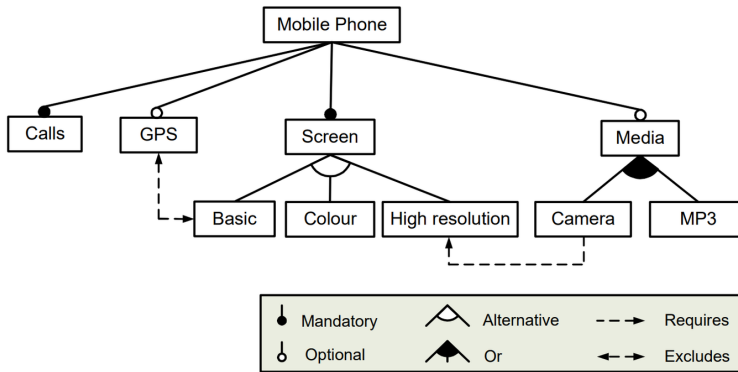 Mobile Phone
Calls
GPS
Screen
Media
Basic
Colour
High resolution
Camera
MP3
Mandatory
Alternative
Requires
Optional
Or
Excludes